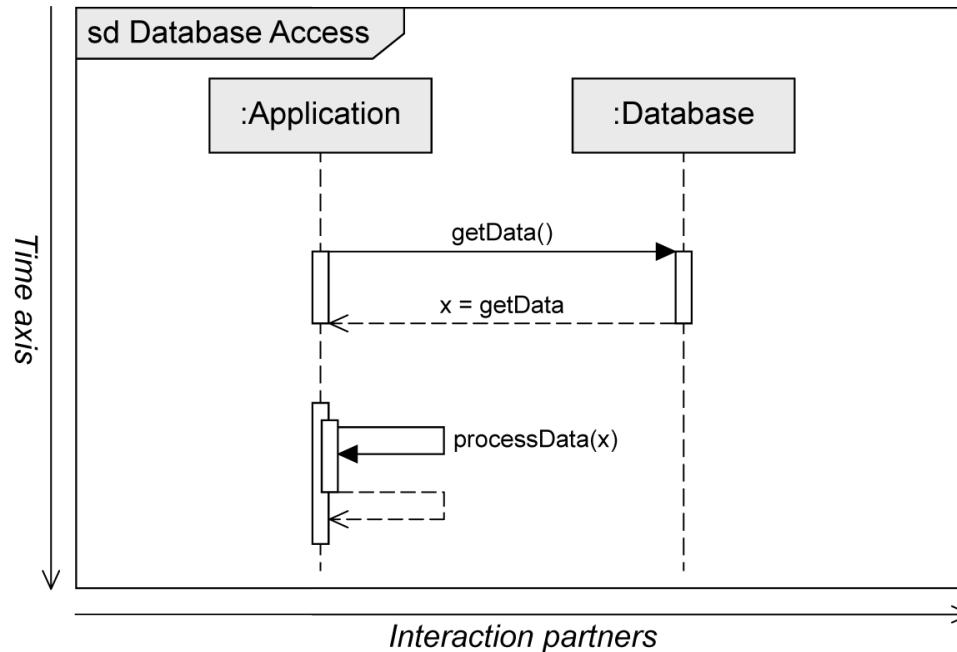 sd Database Access
:Application
:Database
getData()
x = getData
processData(x)
Time axis
Interaction partners